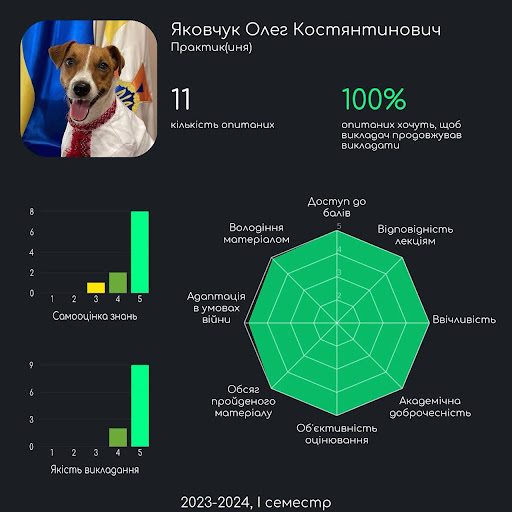 Яковчук Олег Костянтинович
Практик(иня)
11
кількість опитаних
100%
опитаних хочуть, щоб
викладач продовжував
викладати
8
6
4
2
0
1 2 3 4 5
Самооцінка знань
9
6
3
0
1 2 3 4 5
Якість викладання
Доступ до
балів
Відповідність
лекціям
Ввічливість
Академічна
доброчесність
Об'єктивність
оцінювання
Обсяг
пройденого
матеріалу
Адаптація
в умовах
війни
Володіння
матеріалом
5
4
3
2
2023-2024, І семестр